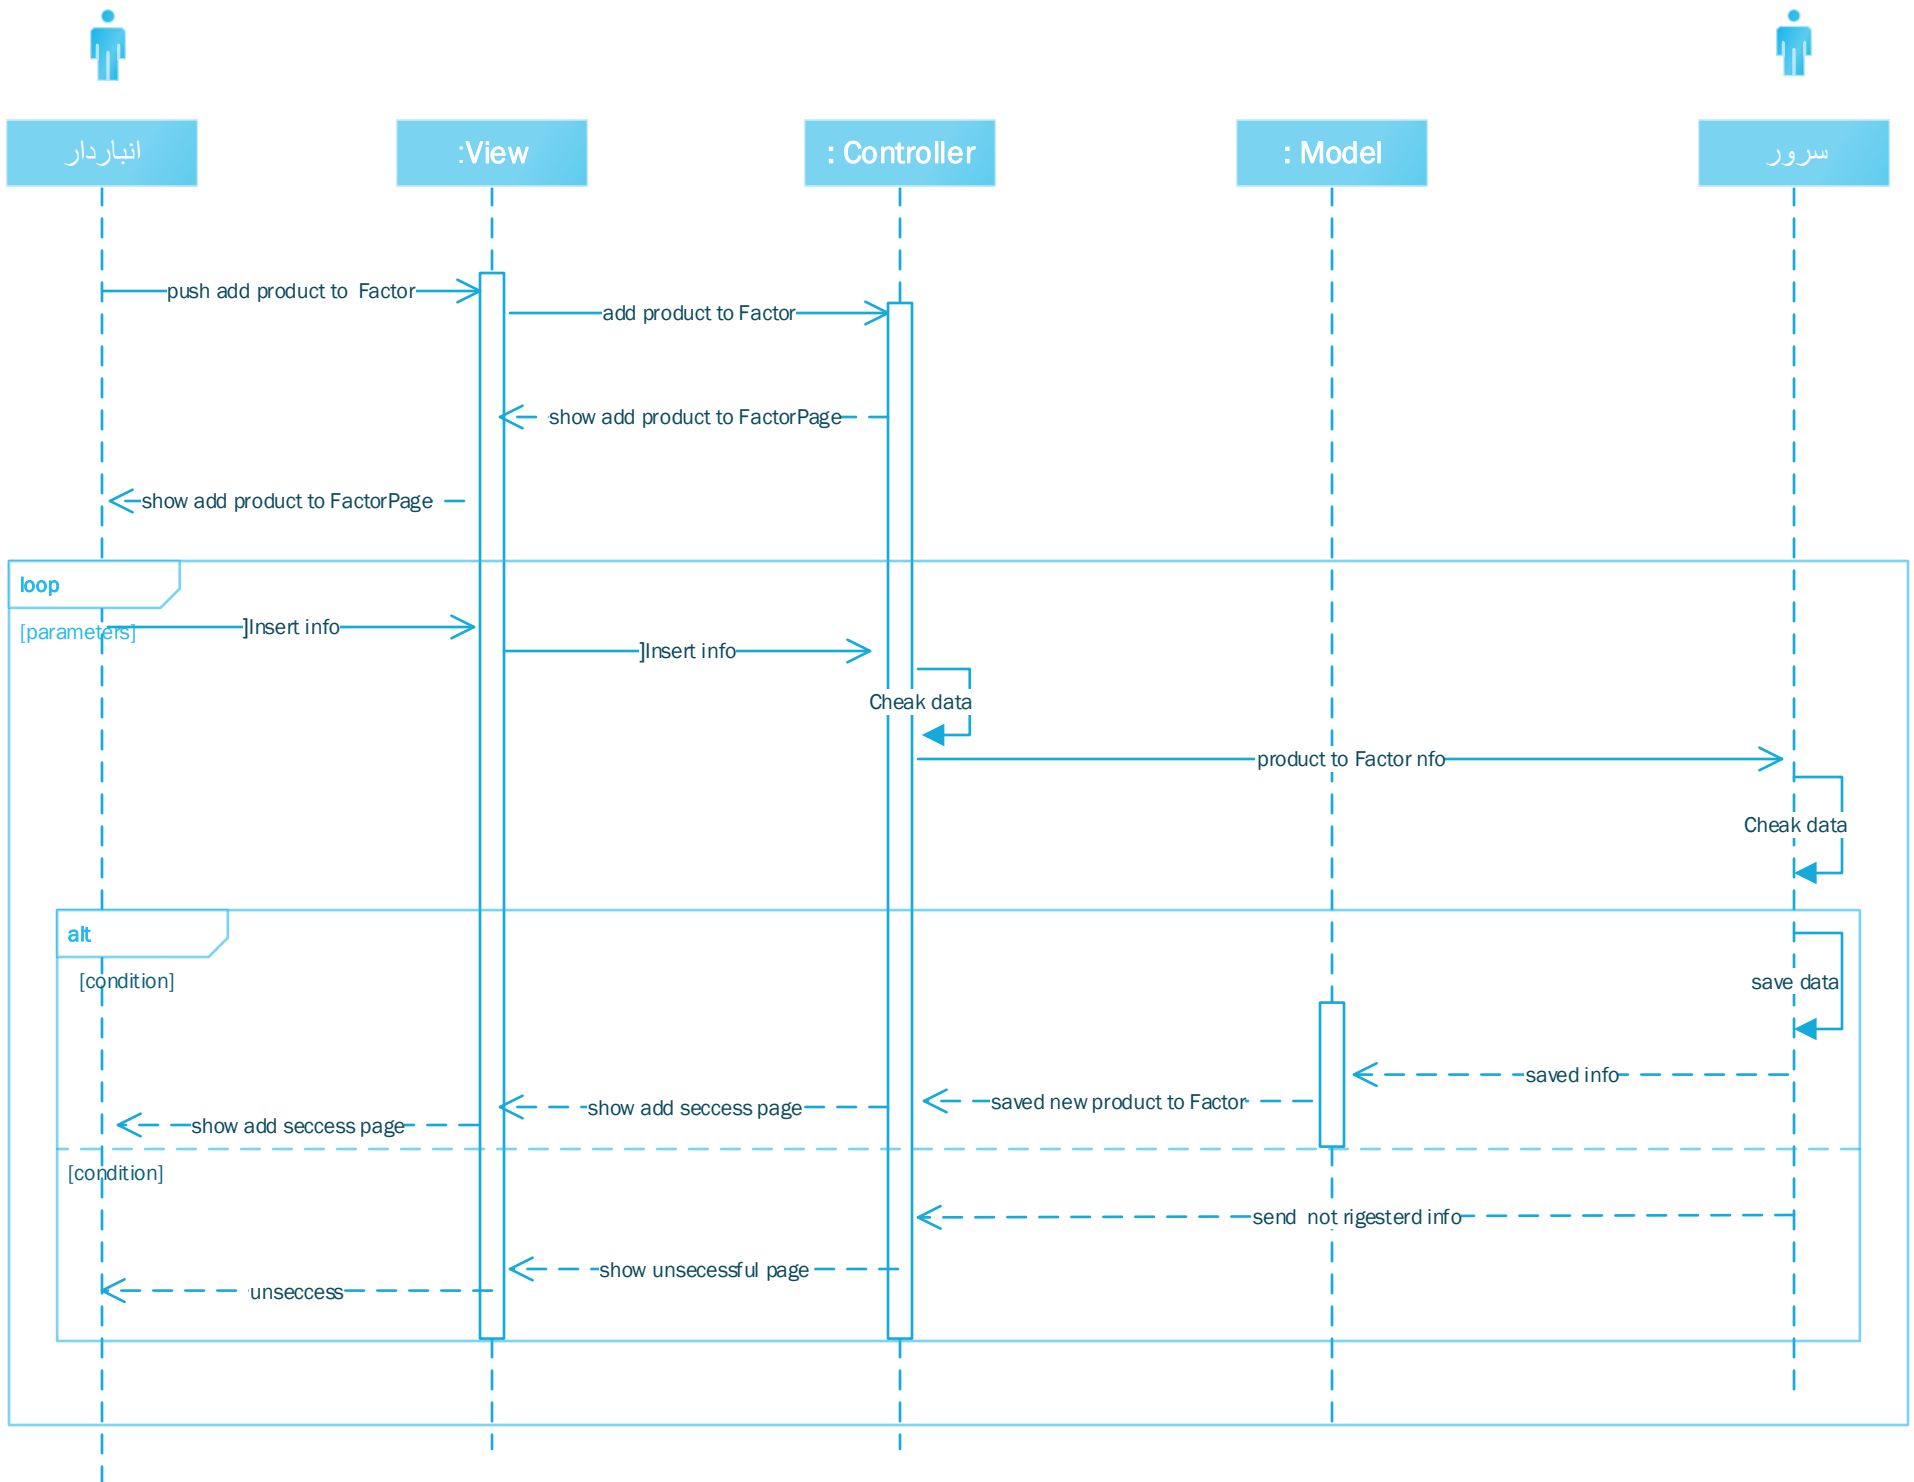 انباردار
:View
: Controller
: Model
سرور
push add product to  Factor
add product to Factor
show add product to FactorPage
show add product to FactorPage
loop
[parameters]
]Insert info
]Insert info
Cheak data
product to Factor nfo
Cheak data
alt
[condition]
save data
saved info
saved new product to Factor
show add seccess page
show add seccess page
[condition]
send  not rigesterd info
show unsecessful page
unseccess